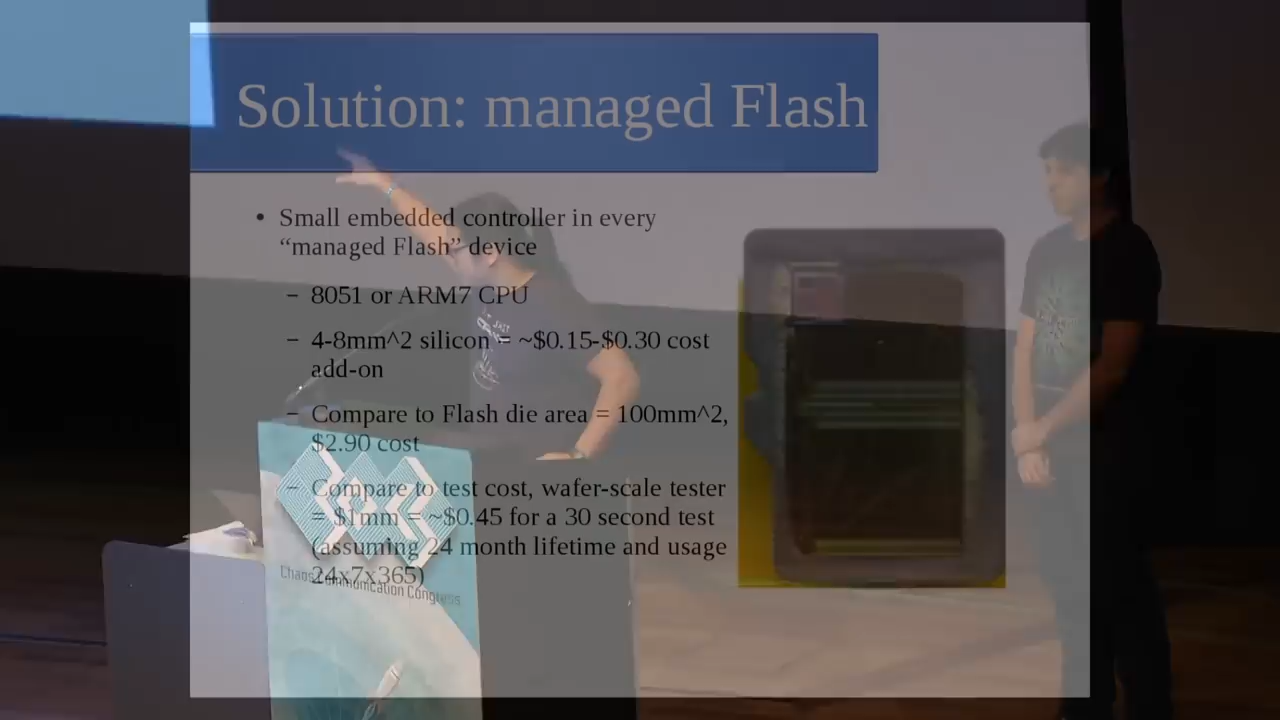 Solution: managed Flash
• Small embedded controller in every
“managed Flash” device
– 8051 or ARM7 CPU
– 4-8mm^2 silicon = ~$0.15-$0.30 cost
add-on
– Compare to Flash die area = 100mm^2,
$2.90 cost
– Compare to test cost, wafer-scale tester
= $1mm = ~$0.45 for a 30 second test
(assuming 24 month lifetime and usage
24x7x365)
Chaos Communication Congress